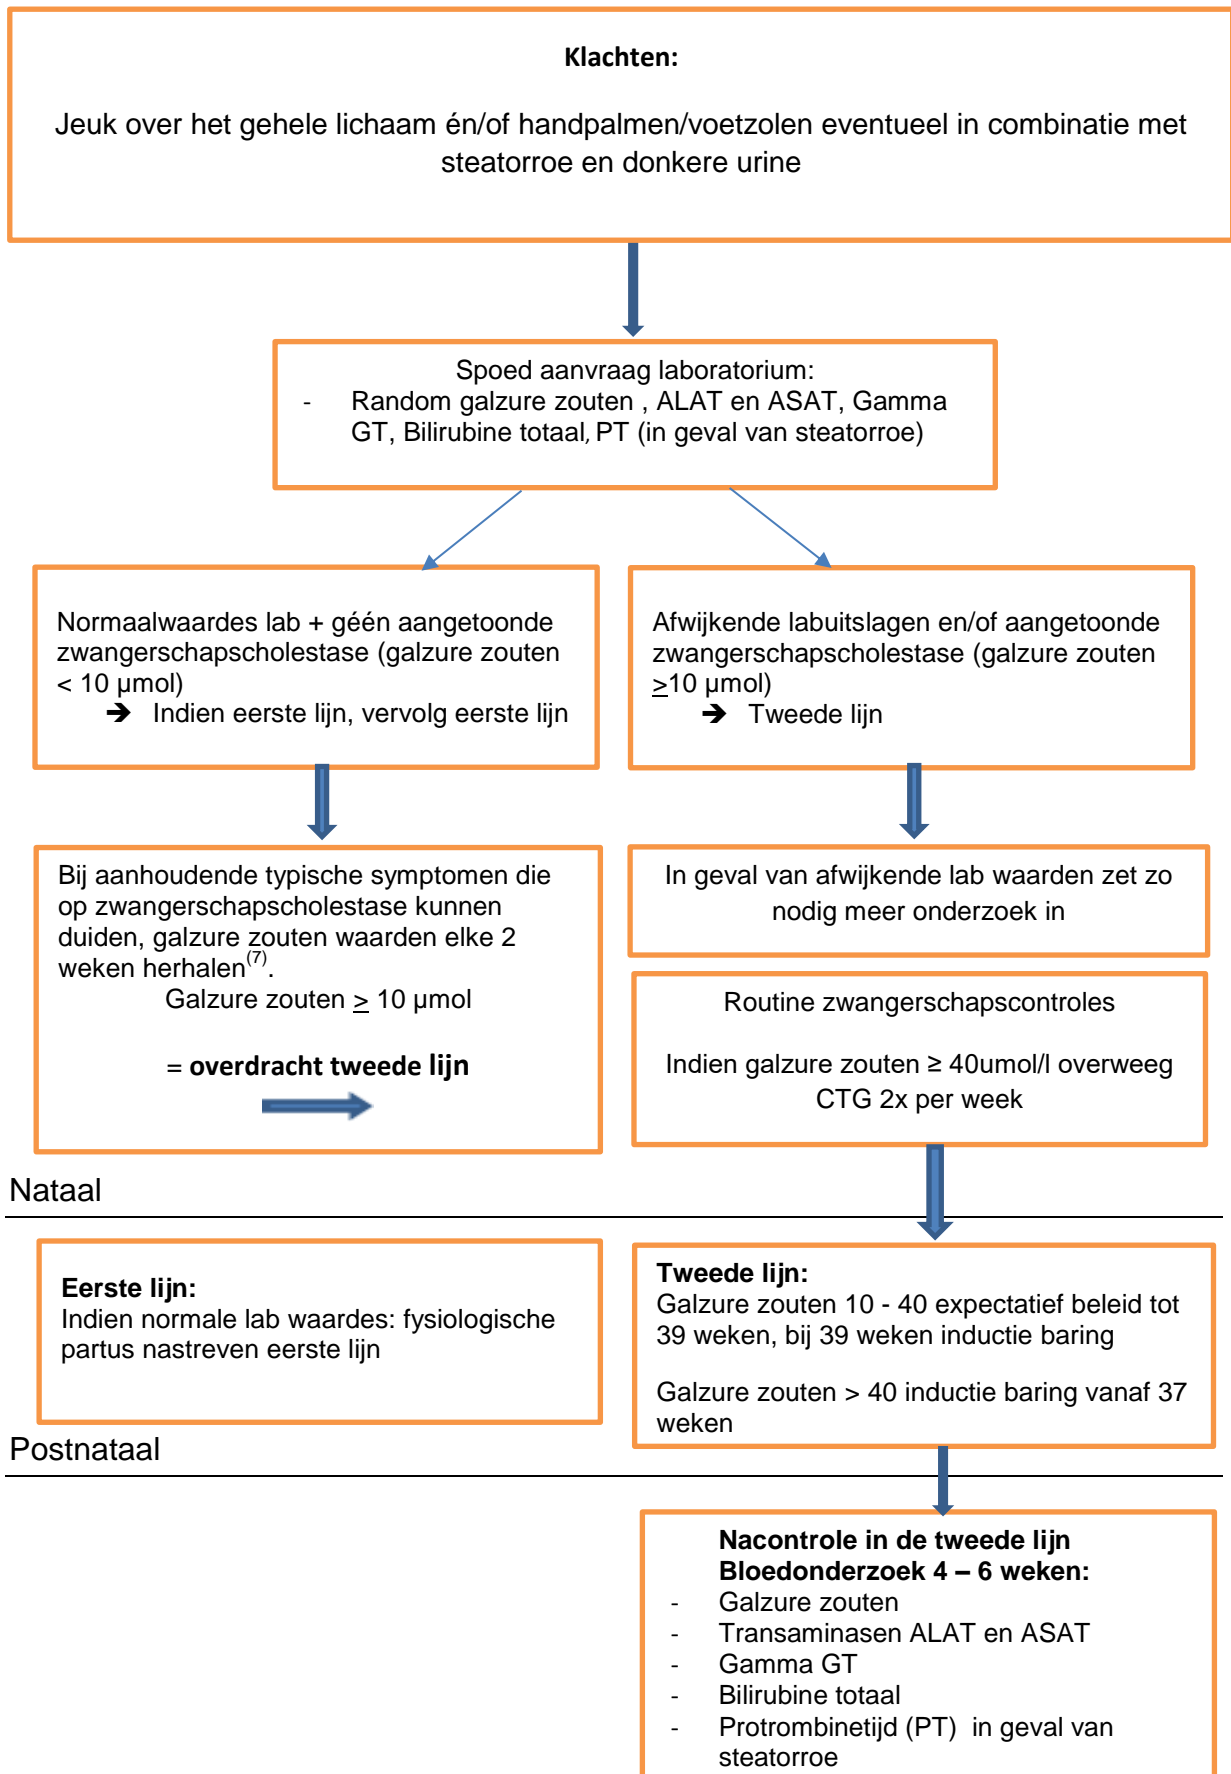 Klachten:
Jeuk over het gehele lichaam én/of handpalmen/voetzolen eventueel in combinatie met
steatorroe en donkere urine
Spoed aanvraag laboratorium:
- Random galzure zouten , ALAT en ASAT, Gamma
GT, Bilirubine totaal, PT (in geval van steatorroe)
Normaalwaardes lab + géén aangetoonde
zwangerschapscholestase (galzure zouten
< 10 µmol)
➔ Indien eerste lijn, vervolg eerste lijn
Afwijkende labuitslagen en/of aangetoonde
zwangerschapscholestase (galzure zouten
≥10 µmol)
➔ Tweede lijn
Bij aanhoudende typische symptomen die
op zwangerschapscholestase kunnen
duiden, galzure zouten waarden elke 2
weken herhalen(7).
Galzure zouten ≥ 10 µmol
= overdracht tweede lijn
In geval van afwijkende lab waarden zet zo
nodig meer onderzoek in
Routine zwangerschapscontroles
Indien galzure zouten ≥ 40umol/l overweeg
CTG 2x per week
Nataal
Eerste lijn:
Indien normale lab waardes: fysiologische
partus nastreven eerste lijn
Tweede lijn:
Galzure zouten 10 - 40 expectatief beleid tot
39 weken, bij 39 weken inductie baring
Galzure zouten > 40 inductie baring vanaf 37
weken
Postnataal
Nacontrole in de tweede lijn
Bloedonderzoek 4 – 6 weken:
- Galzure zouten
- Transaminasen ALAT en ASAT
- Gamma GT
- Bilirubine totaal
- Protrombinetijd (PT) in geval van
steatorroe